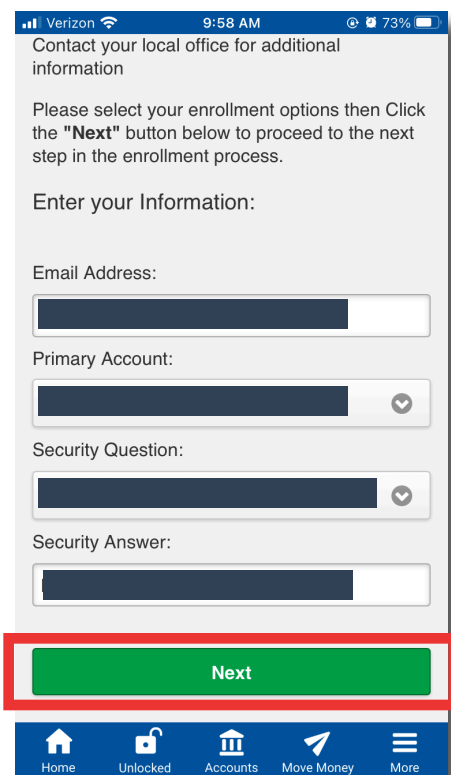 Verizon 9:58 AM 73%
Contact your local office for additional
information
Please select your enrollment options then Click
the "Next" button below to proceed to the next
step in the enrollment process.
Enter your Information:
Email Address:
Primary Account:
Security Question:
Security Answer:
Next
Home Unlocked Accounts Move Money More